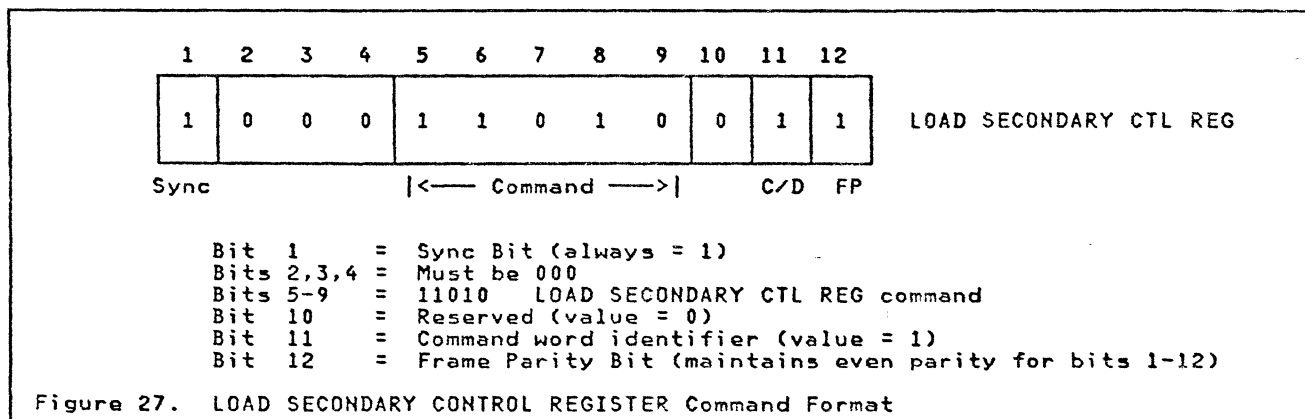 1 2 3 4 5 6 7 8 9 10 11 12
1 0 0 0 1 1 0 1 0 0 1 1 LOAD SECONDARY CTL REG
Sync |<—— Command ——>| C/D FP
Bit 1 = Sync Bit (always = 1)
Bits 2,3,4 = Must be 000
Bits 5-9 = 11010 LOAD SECONDARY CTL REG command
Bit 10 = Reserved (value = 0)
Bit 11 = Command word identifier (value = 1)
Bit 12 = Frame Parity Bit (maintains even parity for bits 1-12)
Figure 27. LOAD SECONDARY CONTROL REGISTER Command Format